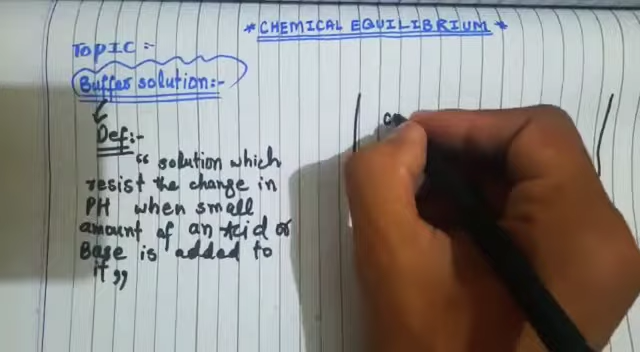 * CHEMICAL EQUILIBRIUM *
Topic :-
Buffer solution:-
Def:-
" solution which
resist the change in
PH when small
amount of an Acid or
Base is added to
it "